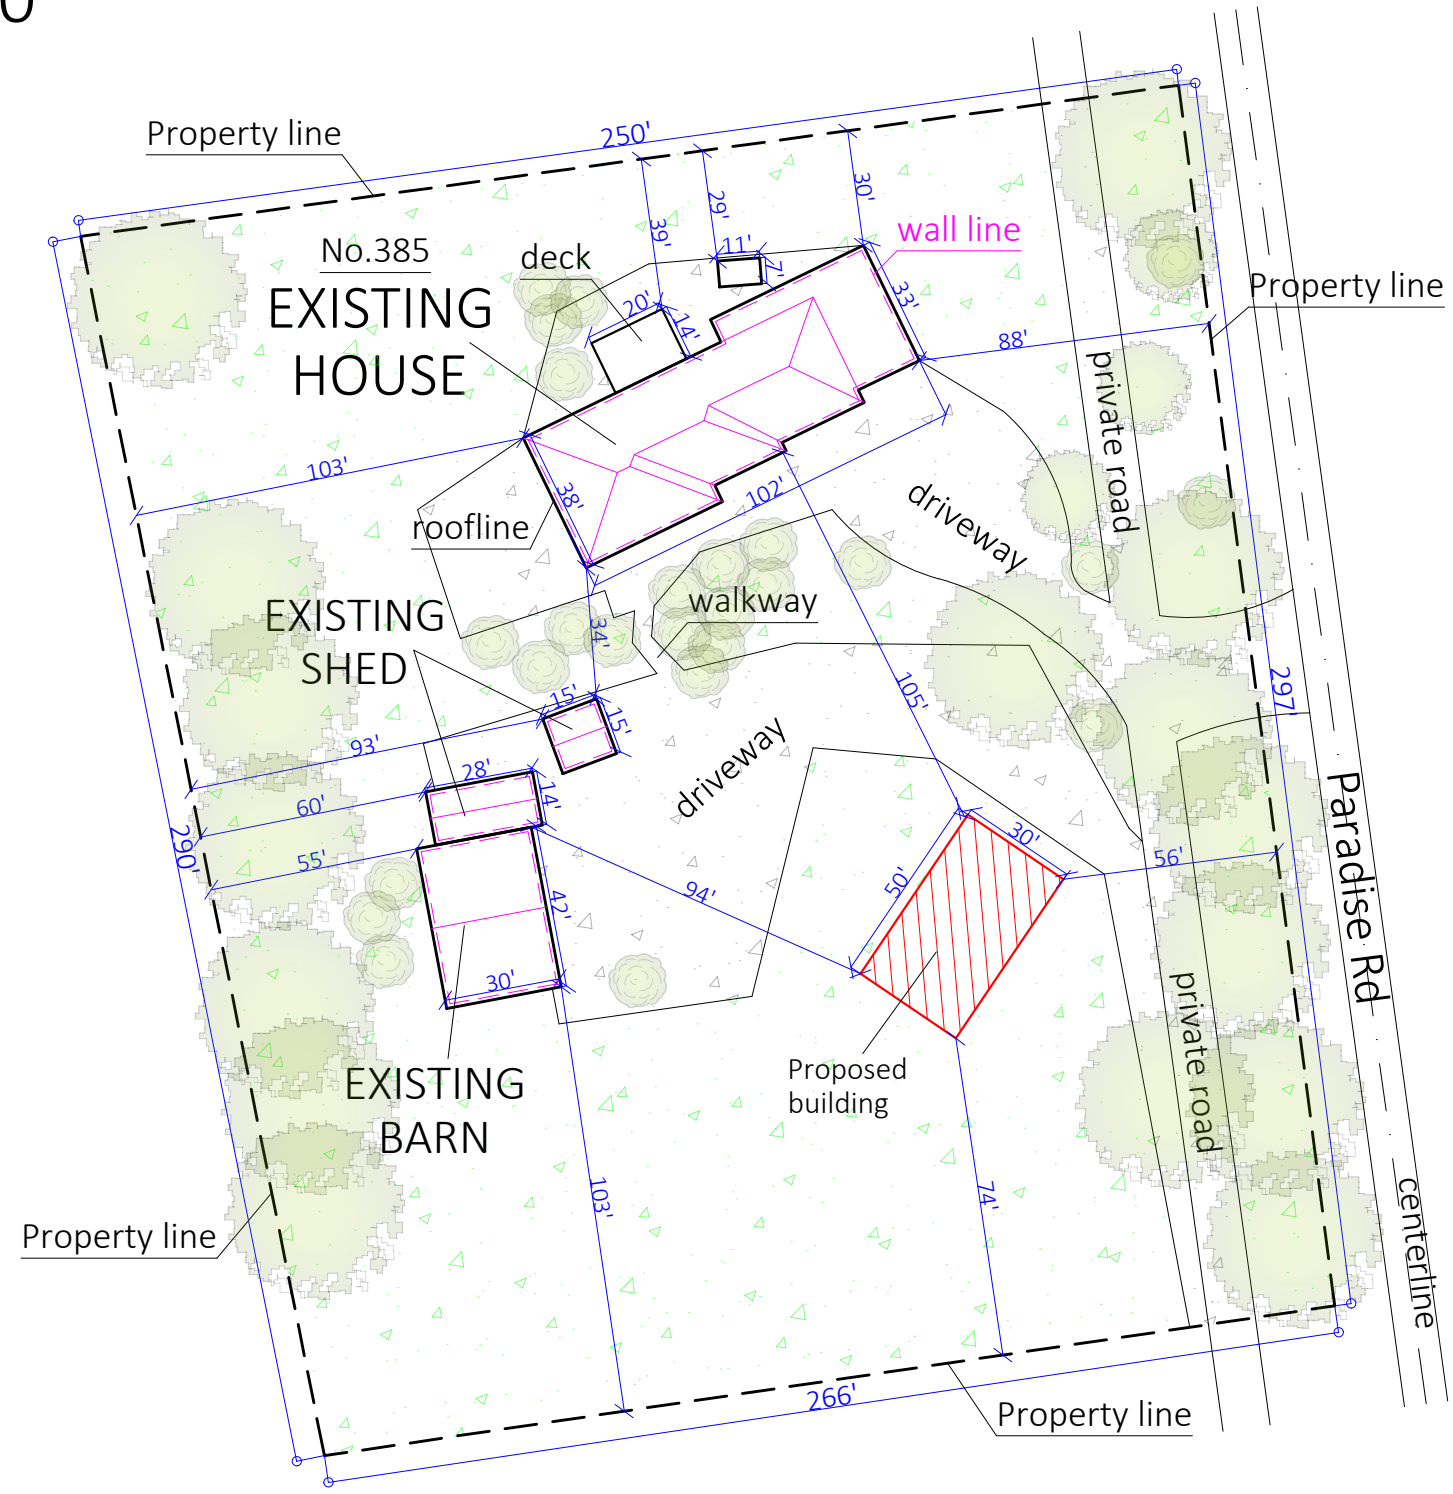 Property line
250'
No.385
EXISTING
HOUSE
deck
39'
29'
11'
7'
30'
wall line
33'
20'
14'
Property line
88'
private road
103'
38'
roofline
102'
driveway
EXISTING
SHED
34'
walkway
105'
297'
15'
15'
93'
driveway
28'
14'
60'
290'
55'
42'
94'
50'
30'
56'
Paradise Rd
30'
private road
Proposed
building
EXISTING
BARN
103'
74'
Property line
centerline
266'
Property line